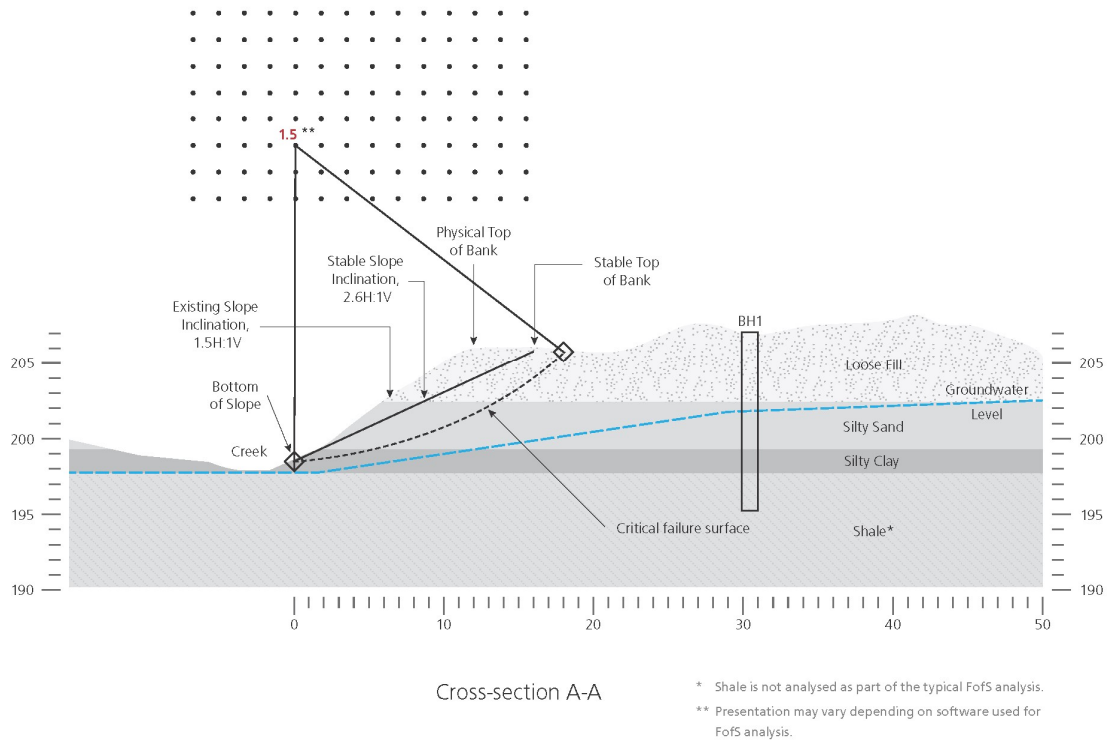 1.5 **
Physical Top
of Bank
Stable Slope
Inclination,
2.6H:1V
Stable Top
of Bank
Existing Slope
Inclination,
1.5H:1V
BH1
205
205
Loose Fill
Bottom
of Slope
Groundwater
Level
Silty Sand
200
200
Creek
Silty Clay
195
195
Critical failure surface
Shale*
190
190
0
10
20
30
40
50
Cross-section A-A
* Shale is not analysed as part of the typical FofS analysis.
** Presentation may vary depending on software used for
FofS analysis.